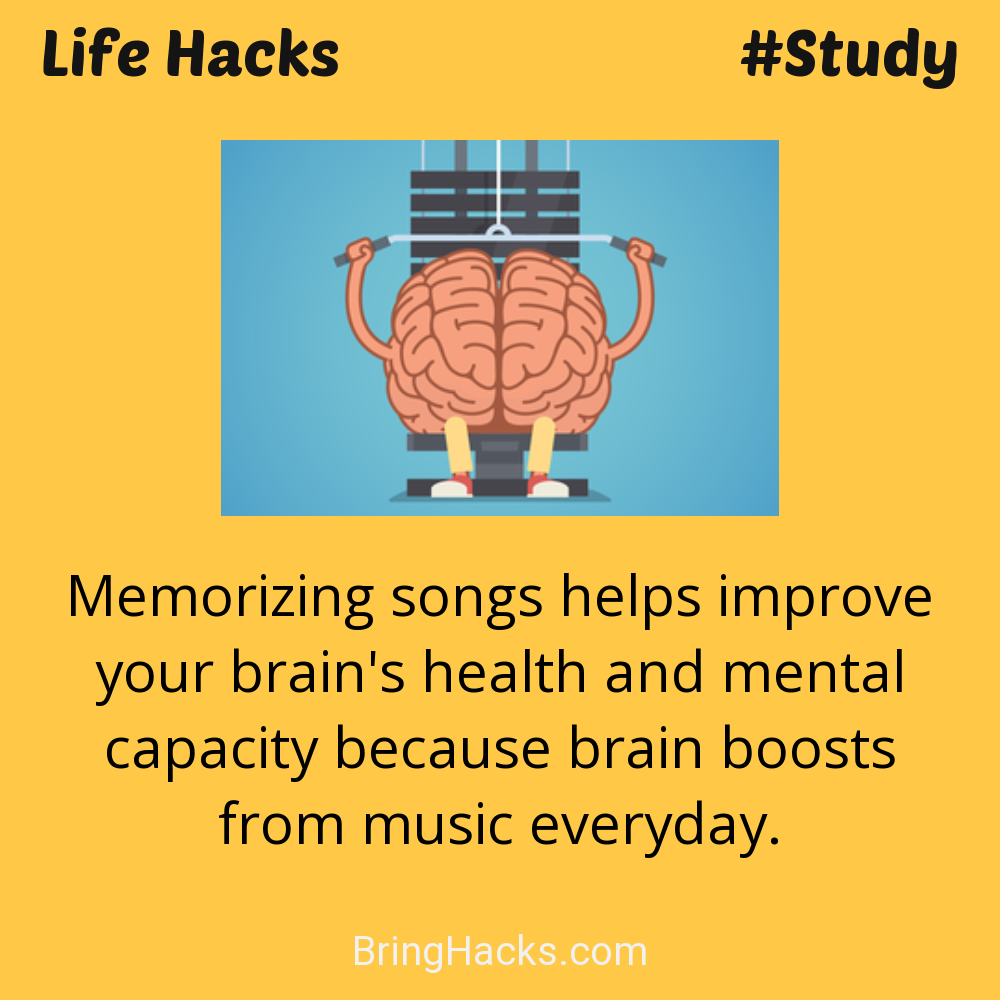 Life Hacks
#Study
Memorizing songs helps improve
your brain's health and mental
capacity because brain boosts
from music everyday.
BringHacks.com